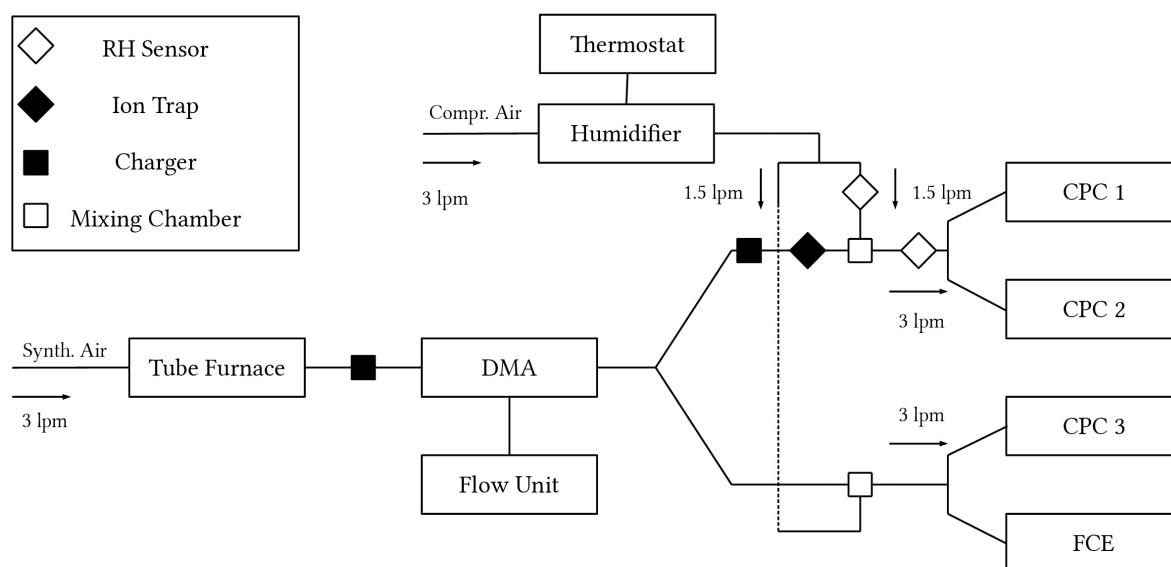 RH Sensor
Ion Trap
Charger
Mixing Chamber
Thermostat
Compr. Air
Humidifier
3 lpm
1.5 lpm
1.5 lpm
CPC 1
CPC 2
3 lpm
Synth. Air
Tube Furnace
3 lpm
DMA
Flow Unit
3 lpm
CPC 3
FCE